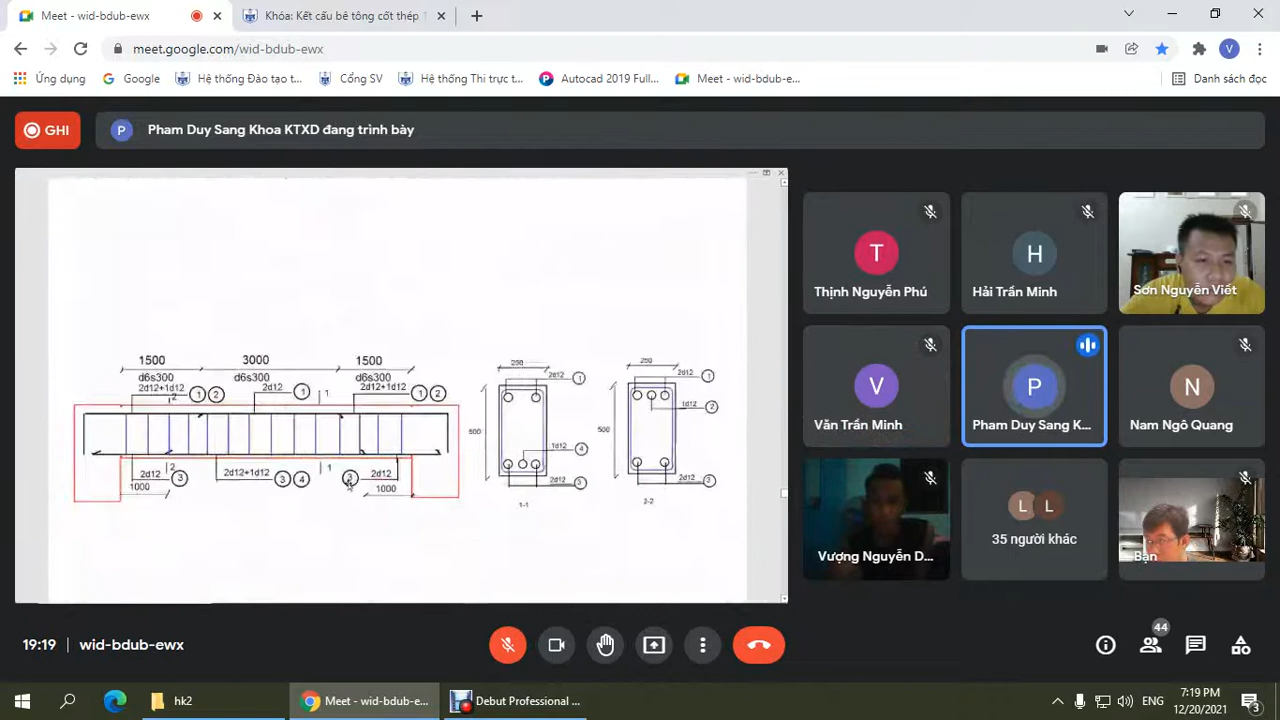 Meet - wid-bdub-ewx
Khóa: Kết cấu bê tông cốt thép 1
meet.google.com/wid-bdub-ewx
Ứng dụng
Google
Hệ thống Đào tạo t...
Cổng SV
Hệ thống Thi trực t...
Autocad 2019 Full...
Meet - wid-bdub-e...
Danh sách đọc
GHI
P
Pham Duy Sang Khoa KTXD đang trình bày
1500 3000 1500
d6s300 d6s300 d6s300
2d12+1d12 1 2
2d12 1
2d12+1d12 1 2
2 1
2 1
2d12 3
2d12+1d12 3 4
2d12
1000 1000
250
2d12 1
500
1d12 4
2d12 3
1-1
250
2d12 1
1d12 2
500
2d12 3
2-2
T
Thịnh Nguyễn Phú
H
Hải Trần Minh
Sơn Nguyễn Viết
V
Văn Trần Minh
P
Pham Duy Sang K...
N
Nam Ngô Quang
Vượng Nguyễn D...
L L
35 người khác
Bạn
19:19 | wid-bdub-ewx
44
hk2
Meet - wid-bdub-e...
Debut Professional ...
ENG
7:19 PM
12/20/2021
3